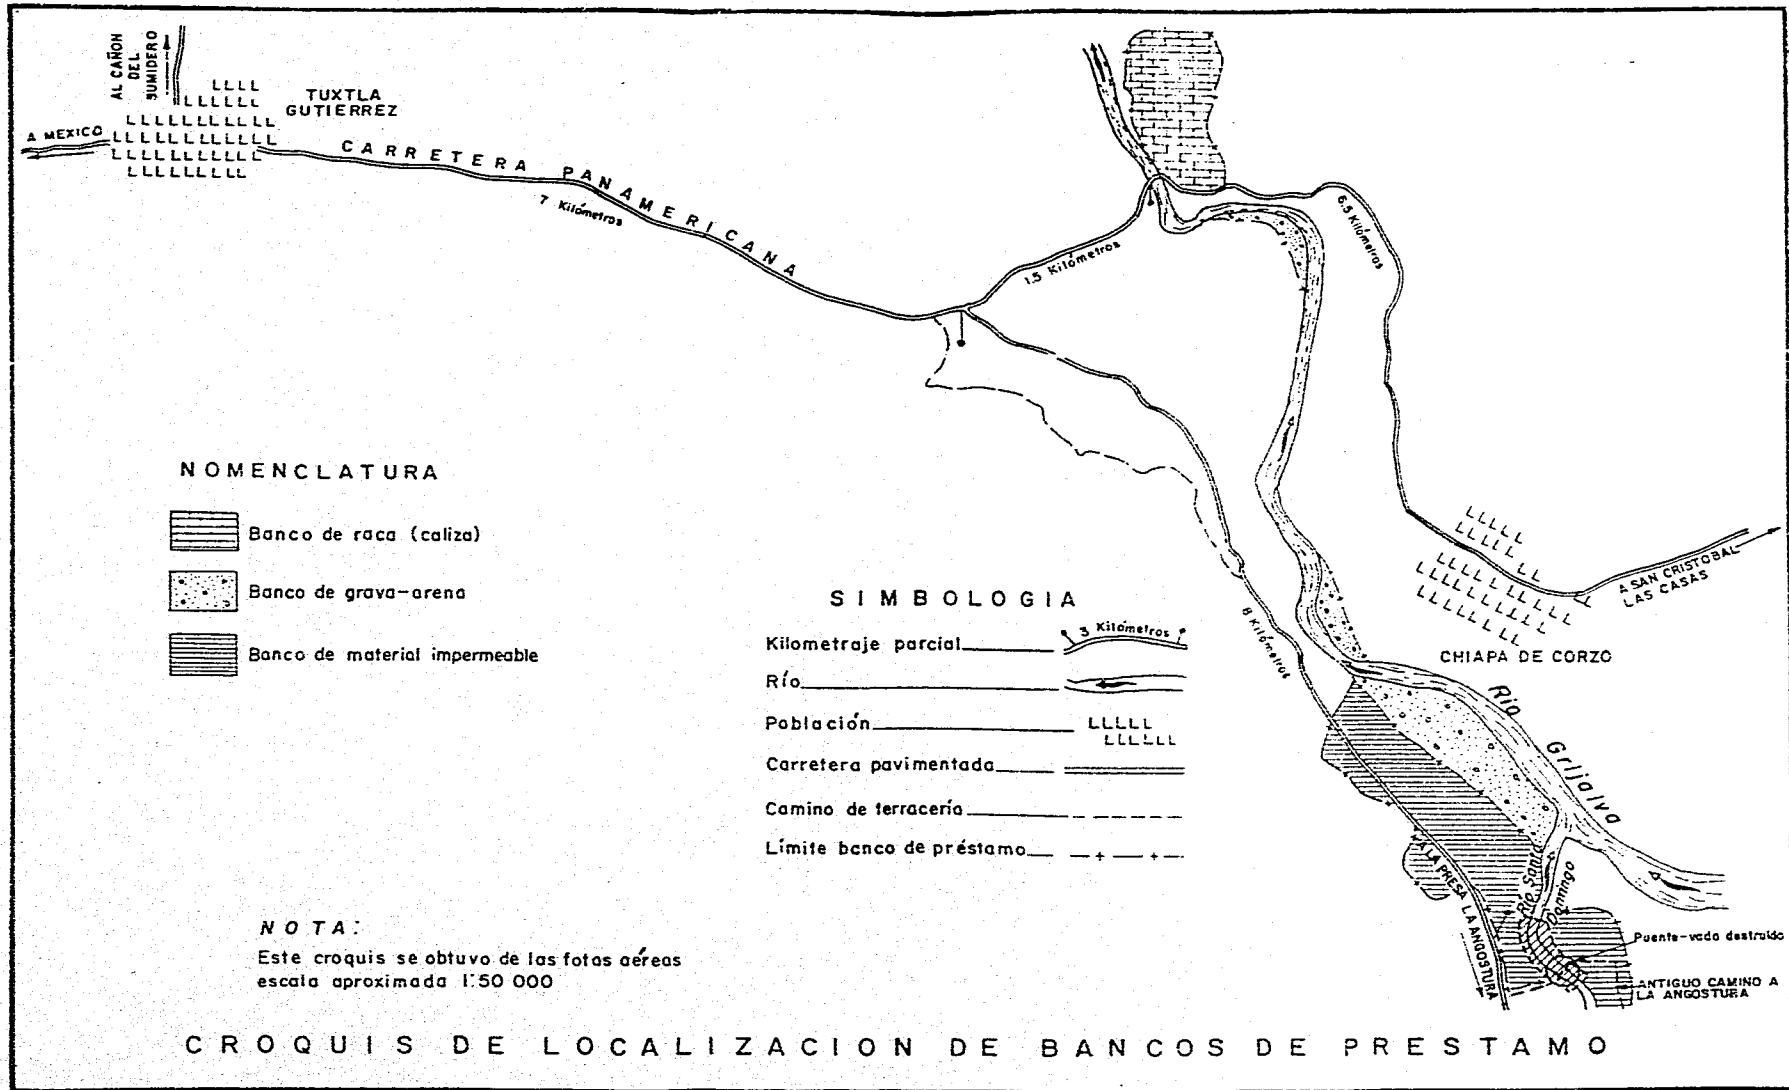 AL CAÑON
DEL
SUMIDERO
TUXTLA
GUTIERREZ
A MEXICO
CARRETERA PANAMERICANA
7 Kilómetros
1.5 Kilómetros
6.5 Kilómetros
NOMENCLATURA
Banco de raca (caliza)
Banco de grava-arena
Banco de material impermeable
SIMBOLOGIA
Kilometraje parcial
3 Kilómetros
Río
Población
Carretera pavimentada
Camino de terracería
Límite banco de préstamo
8 Kilómetros
A SAN CRISTOBAL
LAS CASAS
CHIAPA DE CORZO
Río Grijalva
A LA PRESA LA ANGOSTURA
Río Santo
Domingo
Puente-vado destruido
ANTIGUO CAMINO A
LA ANGOSTURA
NOTA:
Este croquis se obtuvo de las fotos aéreas
escala aproximada 1:50 000
CROQUIS DE LOCALIZACION DE BANCOS DE PRESTAMO